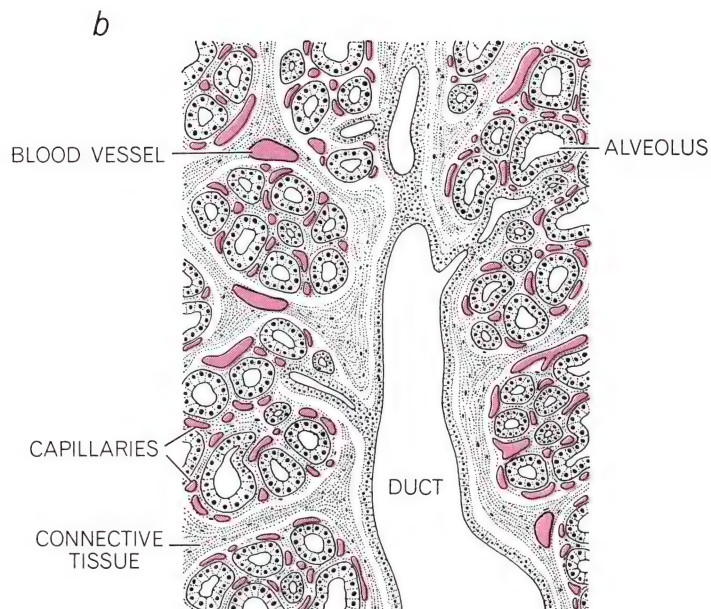 b
BLOOD VESSEL
ALVEOLUS
CAPILLARIES
DUCT
CONNECTIVE
TISSUE